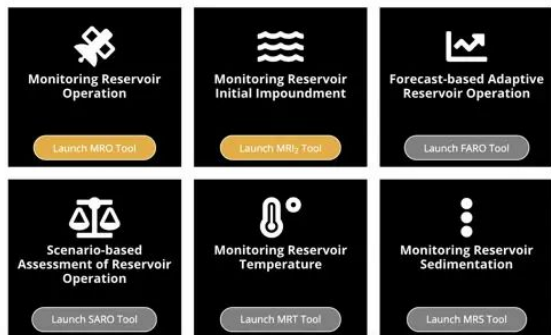 Monitoring Reservoir
Operation
Launch MRO Tool
Monitoring Reservoir
Initial Impoundment
Launch MRI₂ Tool
Forecast-based Adaptive
Reservoir Operation
Launch FARO Tool
Scenario-based
Assessment of Reservoir
Operation
Launch SARO Tool
Monitoring Reservoir
Temperature
Launch MRT Tool
Monitoring Reservoir
Sedimentation
Launch MRS Tool